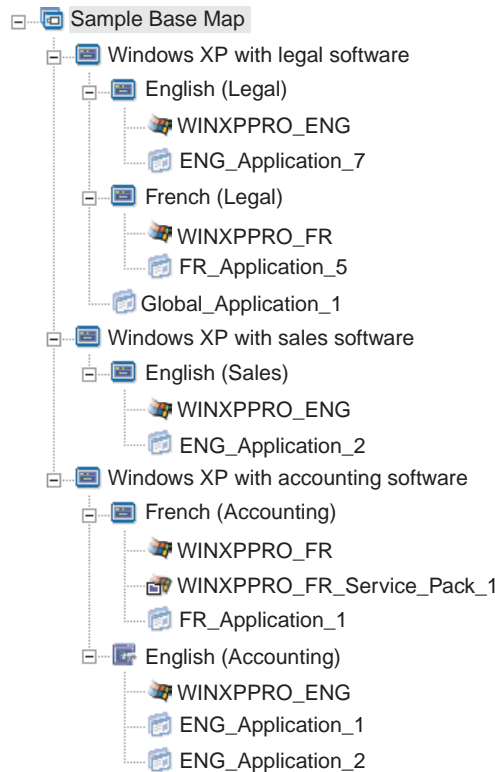 Sample Base Map
Windows XP with legal software
English (Legal)
WINXPPRO_ENG
ENG_Application_7
French (Legal)
WINXPPRO_FR
FR_Application_5
Global_Application_1
Windows XP with sales software
English (Sales)
WINXPPRO_ENG
ENG_Application_2
Windows XP with accounting software
French (Accounting)
WINXPPRO_FR
WINXPPRO_FR_Service_Pack_1
FR_Application_1
English (Accounting)
WINXPPRO_ENG
ENG_Application_1
ENG_Application_2